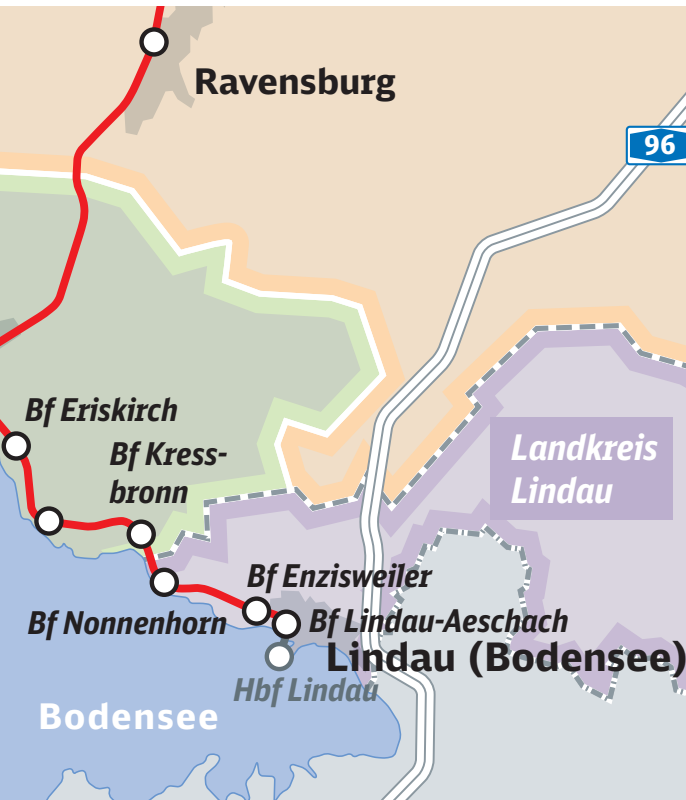 Ravensburg
96
Bf Eriskirch
Bf Kress-
bronn
Landkreis
Lindau
Bf Enzisweiler
Bf Nonnenhorn
Bf Lindau-Aeschach
Lindau (Bodensee)
Hbf Lindau
Bodensee